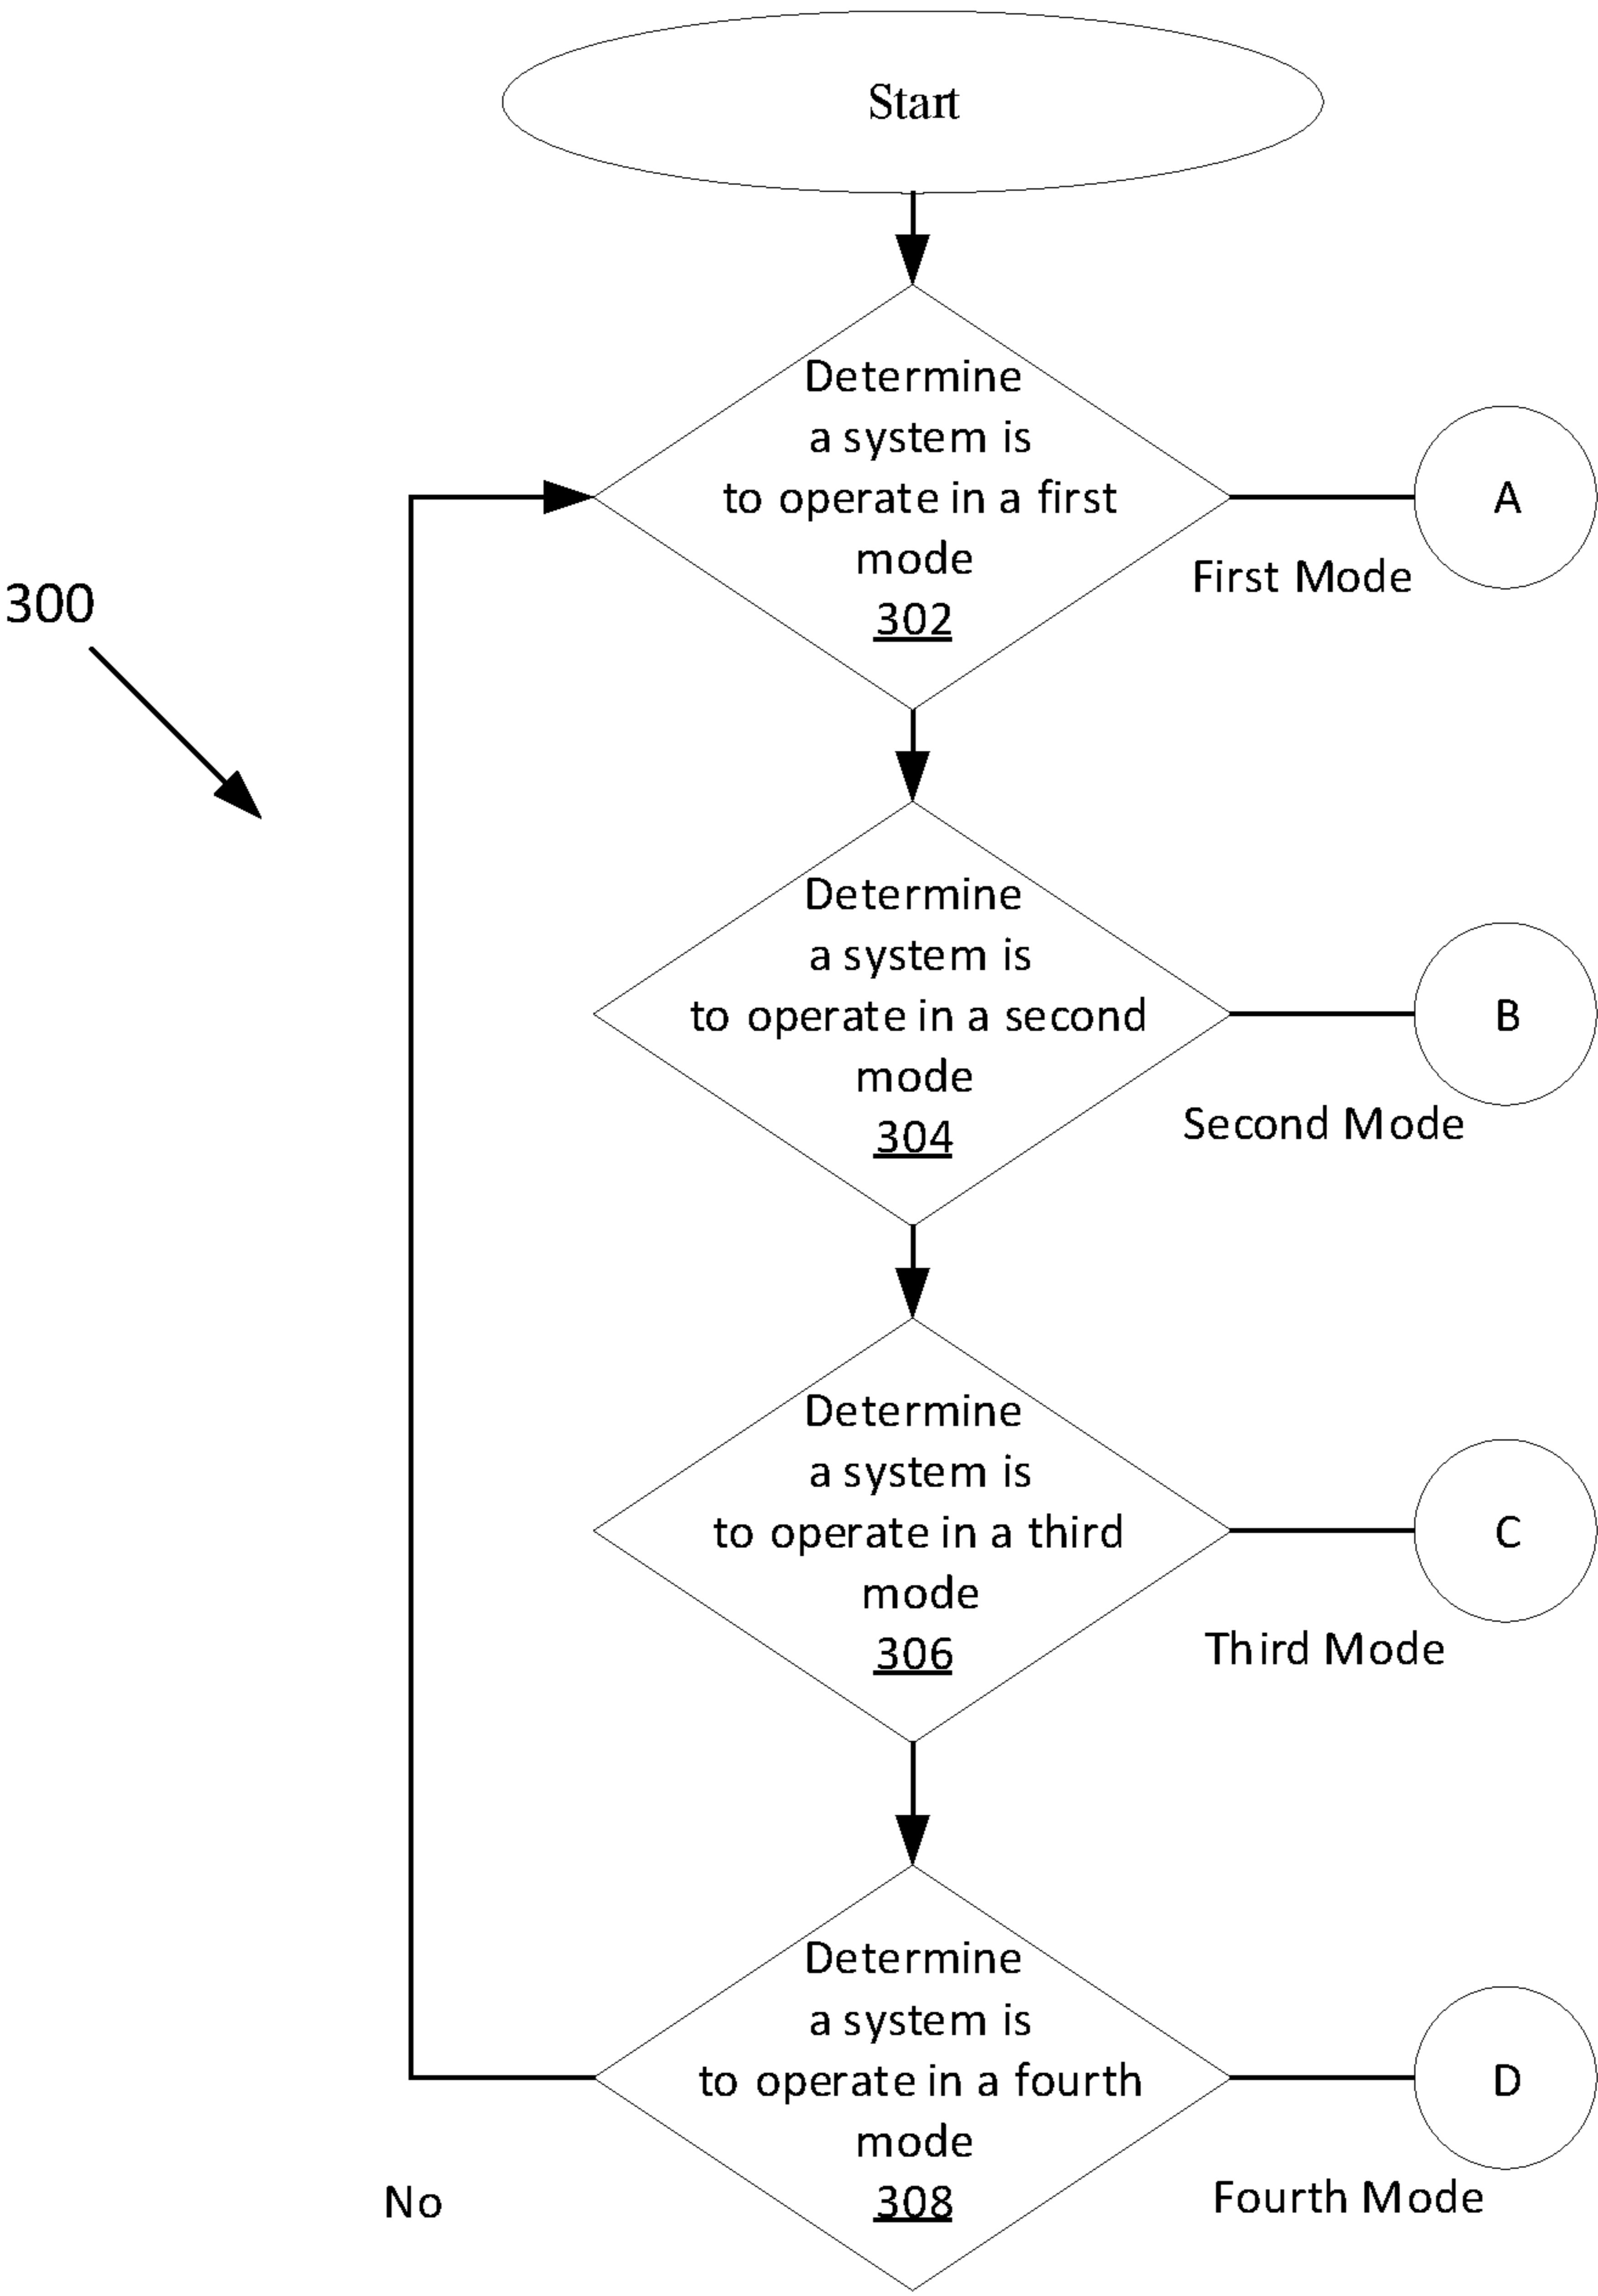 Start
Determine
a system is
to operate in a first
mode
302
A
First Mode
300
Determine
a system is
to operate in a second
mode
304
B
Second Mode
Determine
a system is
to operate in a third
mode
306
C
Third Mode
Determine
a system is
to operate in a fourth
mode
308
D
Fourth Mode
No